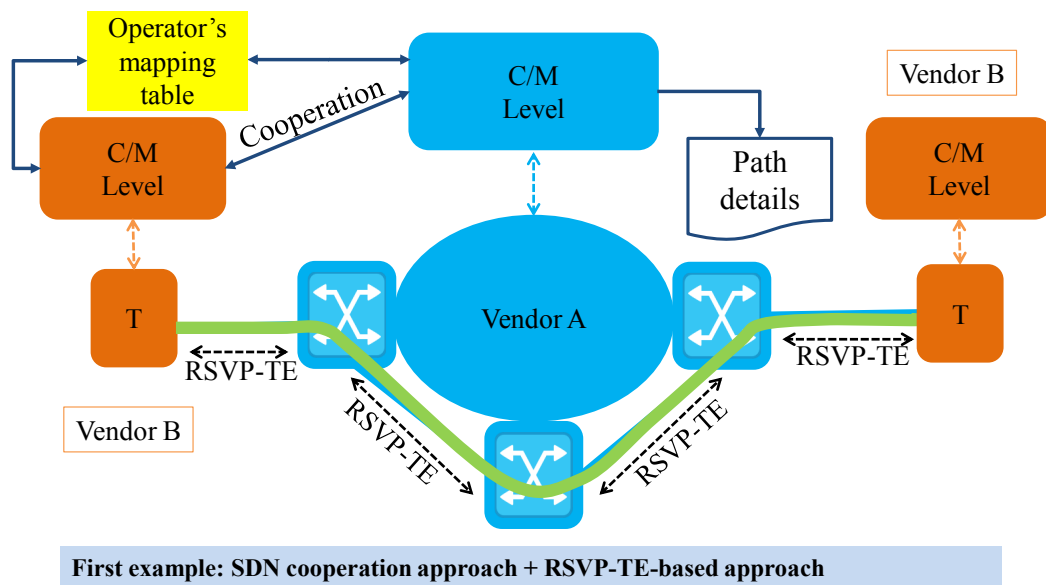 Operator's
mapping
table
C/M
Level
Vendor B
Cooperation
C/M
Level
Path
details
C/M
Level
T
Vendor A
T
RSVP-TE
RSVP-TE
RSVP-TE
RSVP-TE
Vendor B
First example: SDN cooperation approach + RSVP-TE-based approach